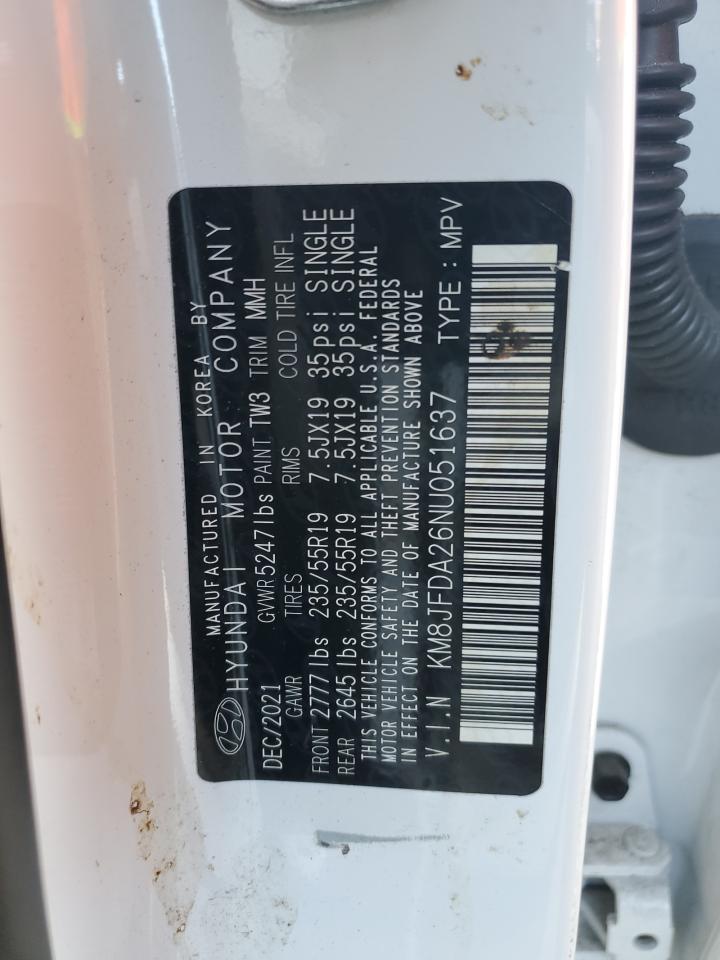 MANUFACTURED IN KOREA BY
HYUNDAI MOTOR COMPANY
DEC/2021 GVWR 5247lbs PAINT TW3 TRIM MMH
GAWR TIRES RIMS COLD TIRE INFL
FRONT 2777lbs 235/55R19 7.5JX19 35psi SINGLE
REAR 2645lbs 235/55R19 7.5JX19 35psi SINGLE
THIS VEHICLE CONFORMS TO ALL APPLICABLE U.S.A. FEDERAL
MOTOR VEHICLE SAFETY AND THEFT PREVENTION STANDARDS
IN EFFECT ON THE DATE OF MANUFACTURE SHOWN ABOVE
V.I.N KM8JFDA26NU051637 TYPE : MPV